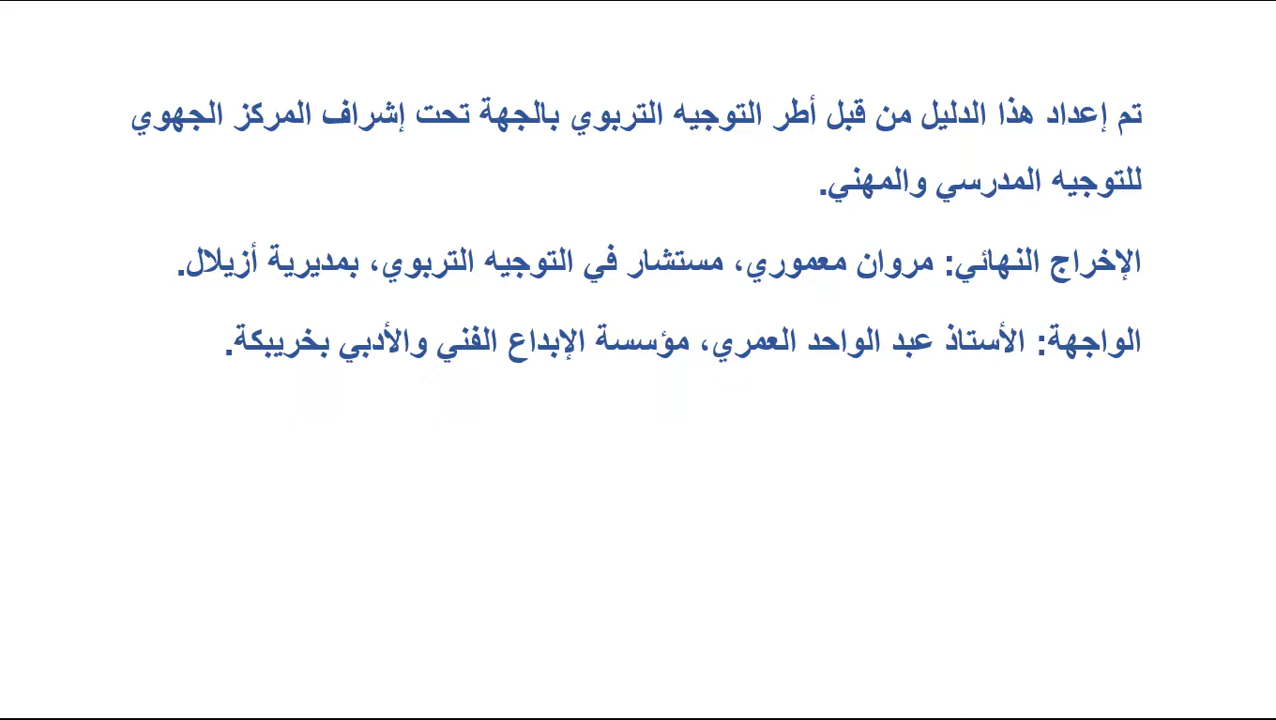 تم إعداد هذا الدليل من قبل أطر التوجيه التربوي بالجهة تحت إشراف المركز الجهوي
للتوجيه المدرسي والمهني.
الإخراج النهائي: مروان معموري، مستشار في التوجيه التربوي، بمديرية أزيلال.
الواجهة: الأستاذ عبد الواحد العمري، مؤسسة الإبداع الفني والأدبي بخريبكة.